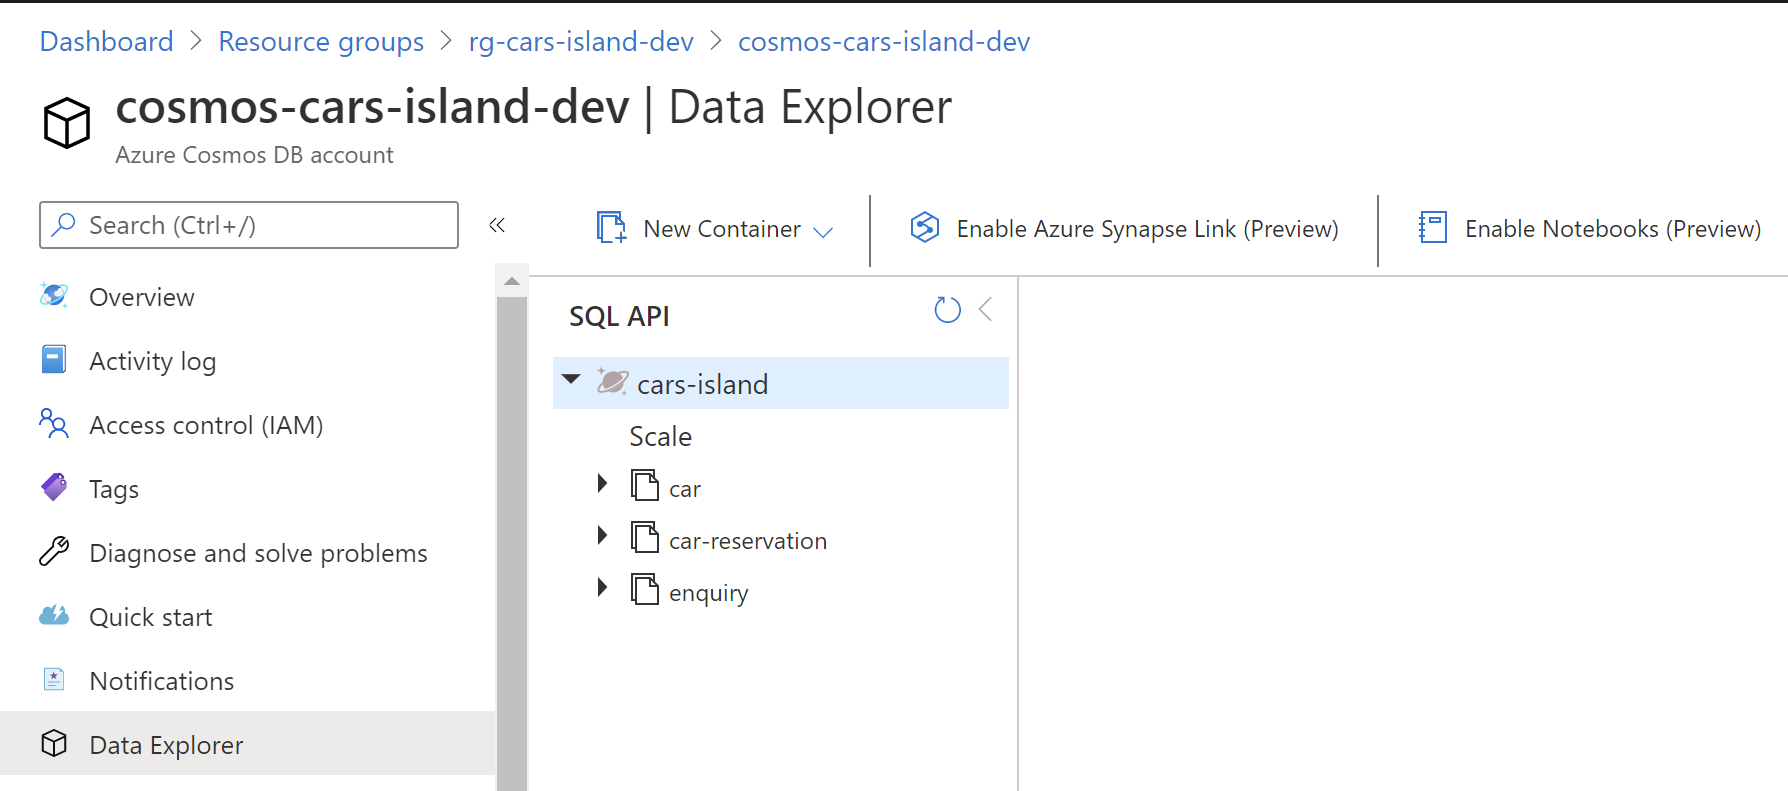 Dashboard > Resource groups > rg-cars-island-dev > cosmos-cars-island-dev
cosmos-cars-island-dev | Data Explorer
Azure Cosmos DB account
Search (Ctrl+/)
«
New Container
Enable Azure Synapse Link (Preview)
Enable Notebooks (Preview)
Overview
Activity log
Access control (IAM)
Tags
Diagnose and solve problems
Quick start
Notifications
Data Explorer
SQL API
cars-island
Scale
car
car-reservation
enquiry